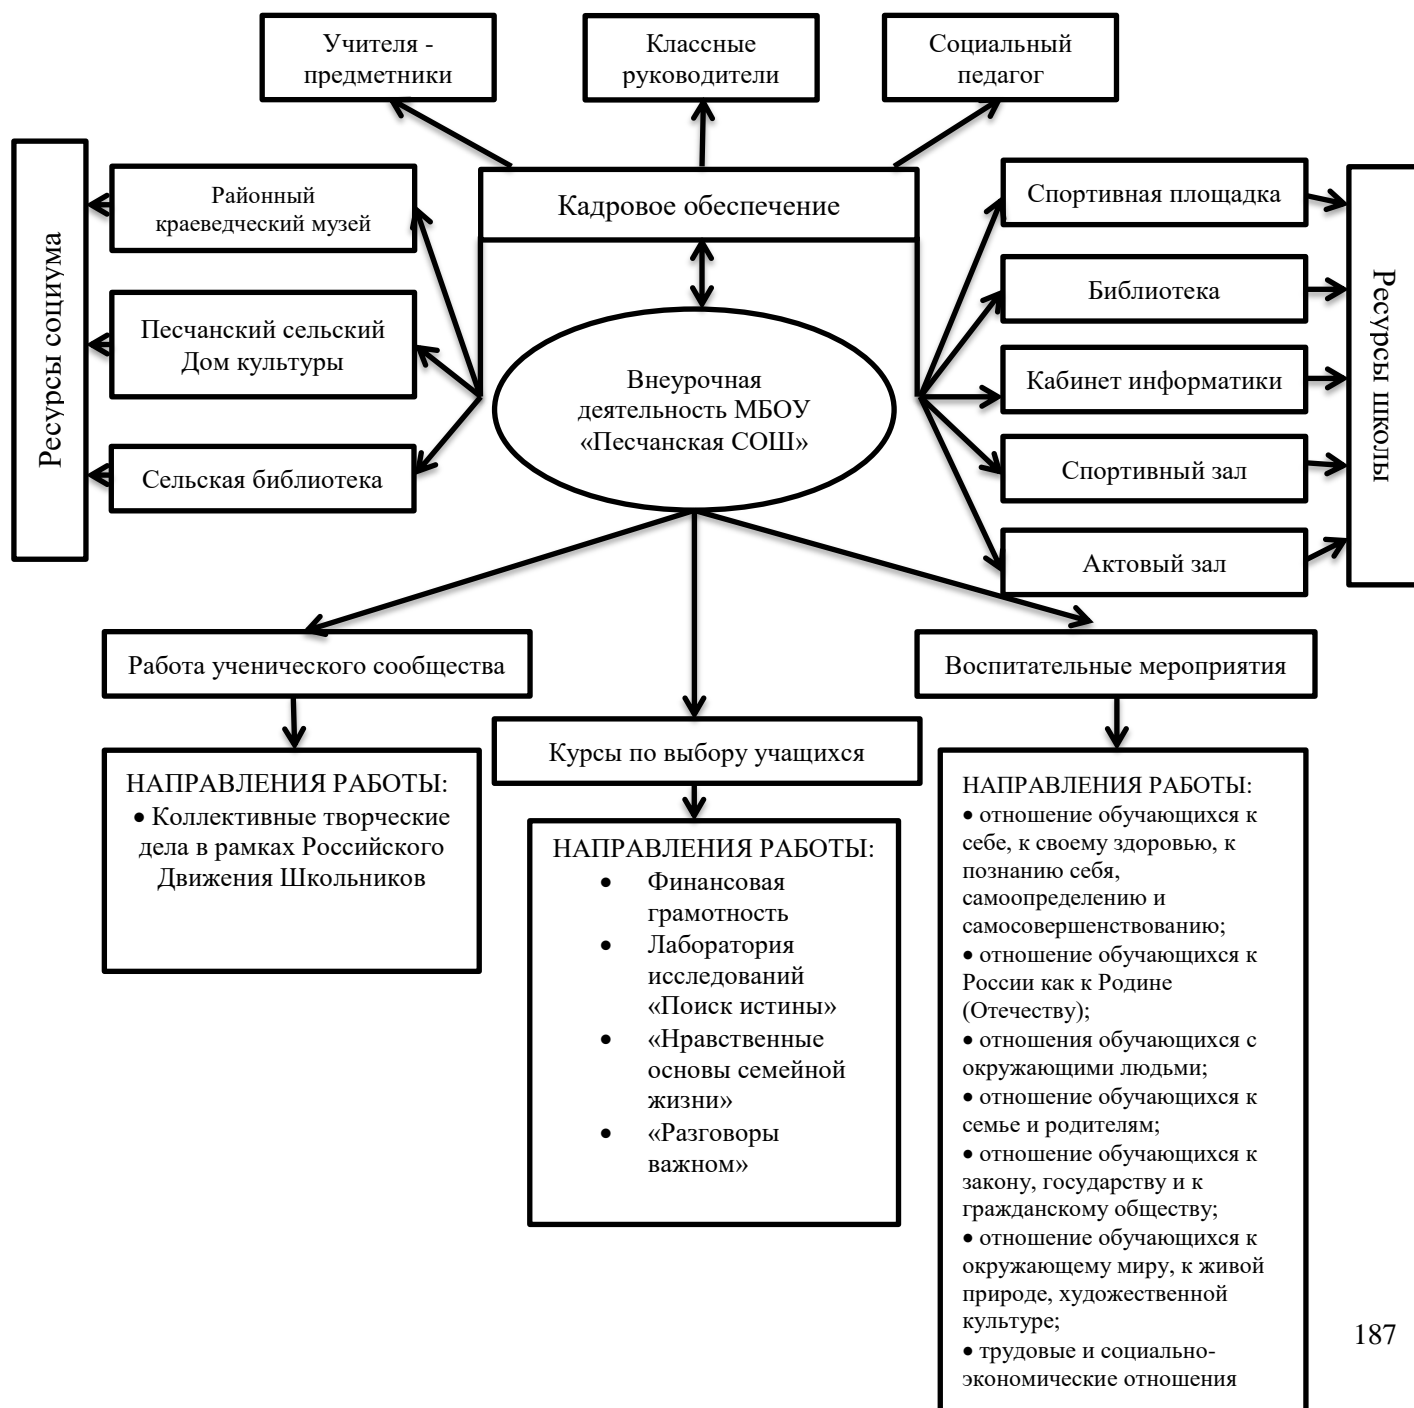 Учителя -
предметники
Классные
руководители
Социальный
педагог
Ресурсы социума
Районный
краеведческий музей
Песчанский сельский
Дом культуры
Сельская библиотека
Кадровое обеспечение
Внеурочная
деятельность МБОУ
«Песчанская СОШ»
Спортивная площадка
Библиотека
Кабинет информатики
Спортивный зал
Актовый зал
Ресурсы школы
Работа ученического сообщества
НАПРАВЛЕНИЯ РАБОТЫ:
• Коллективные творческие
дела в рамках Российского
Движения Школьников
Курсы по выбору учащихся
НАПРАВЛЕНИЯ РАБОТЫ:
• Финансовая
грамотность
• Лаборатория
исследований
«Поиск истины»
• «Нравственные
основы семейной
жизни»
• «Разговоры
важном»
Воспитательные мероприятия
НАПРАВЛЕНИЯ РАБОТЫ:
• отношение обучающихся к
себе, к своему здоровью, к
познанию себя,
самоопределению и
самосовершенствованию;
• отношение обучающихся к
России как к Родине
(Отечеству);
• отношения обучающихся с
окружающими людьми;
• отношение обучающихся к
семье и родителям;
• отношение обучающихся к
закону, государству и к
гражданскому обществу;
• отношение обучающихся к
окружающему миру, к живой
природе, художественной
культуре;
• трудовые и социально-
экономические отношения
187